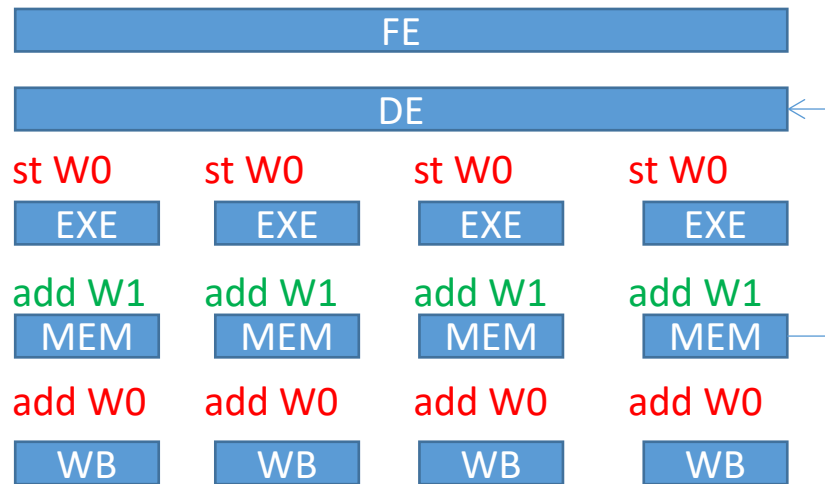 FE
DE
st W0 st W0 st W0 st W0
EXE EXE EXE EXE
add W1 add W1 add W1 add W1
MEM MEM MEM MEM
add W0 add W0 add W0 add W0
WB WB WB WB